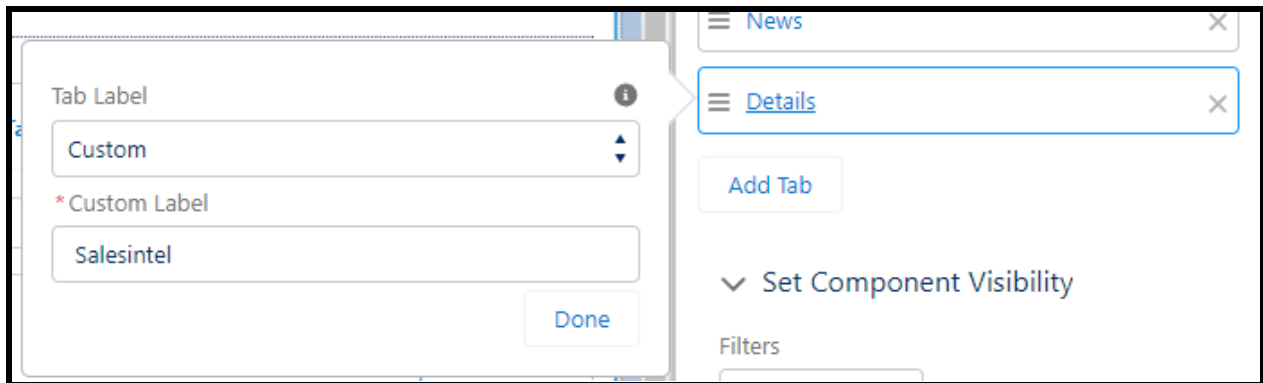 Tab Label
Custom
*Custom Label
Salesintel
Done
News
Details
Add Tab
Set Component Visibility
Filters